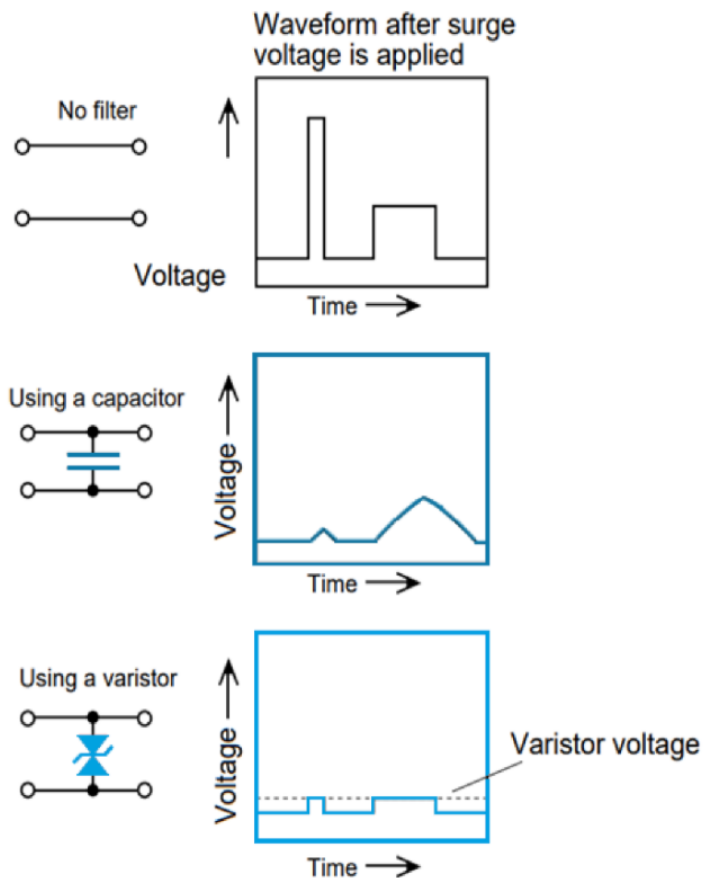 Waveform after surge
voltage is applied
No filter
Voltage
Time
Using a capacitor
Voltage
Time
Using a varistor
Voltage
Varistor voltage
Time